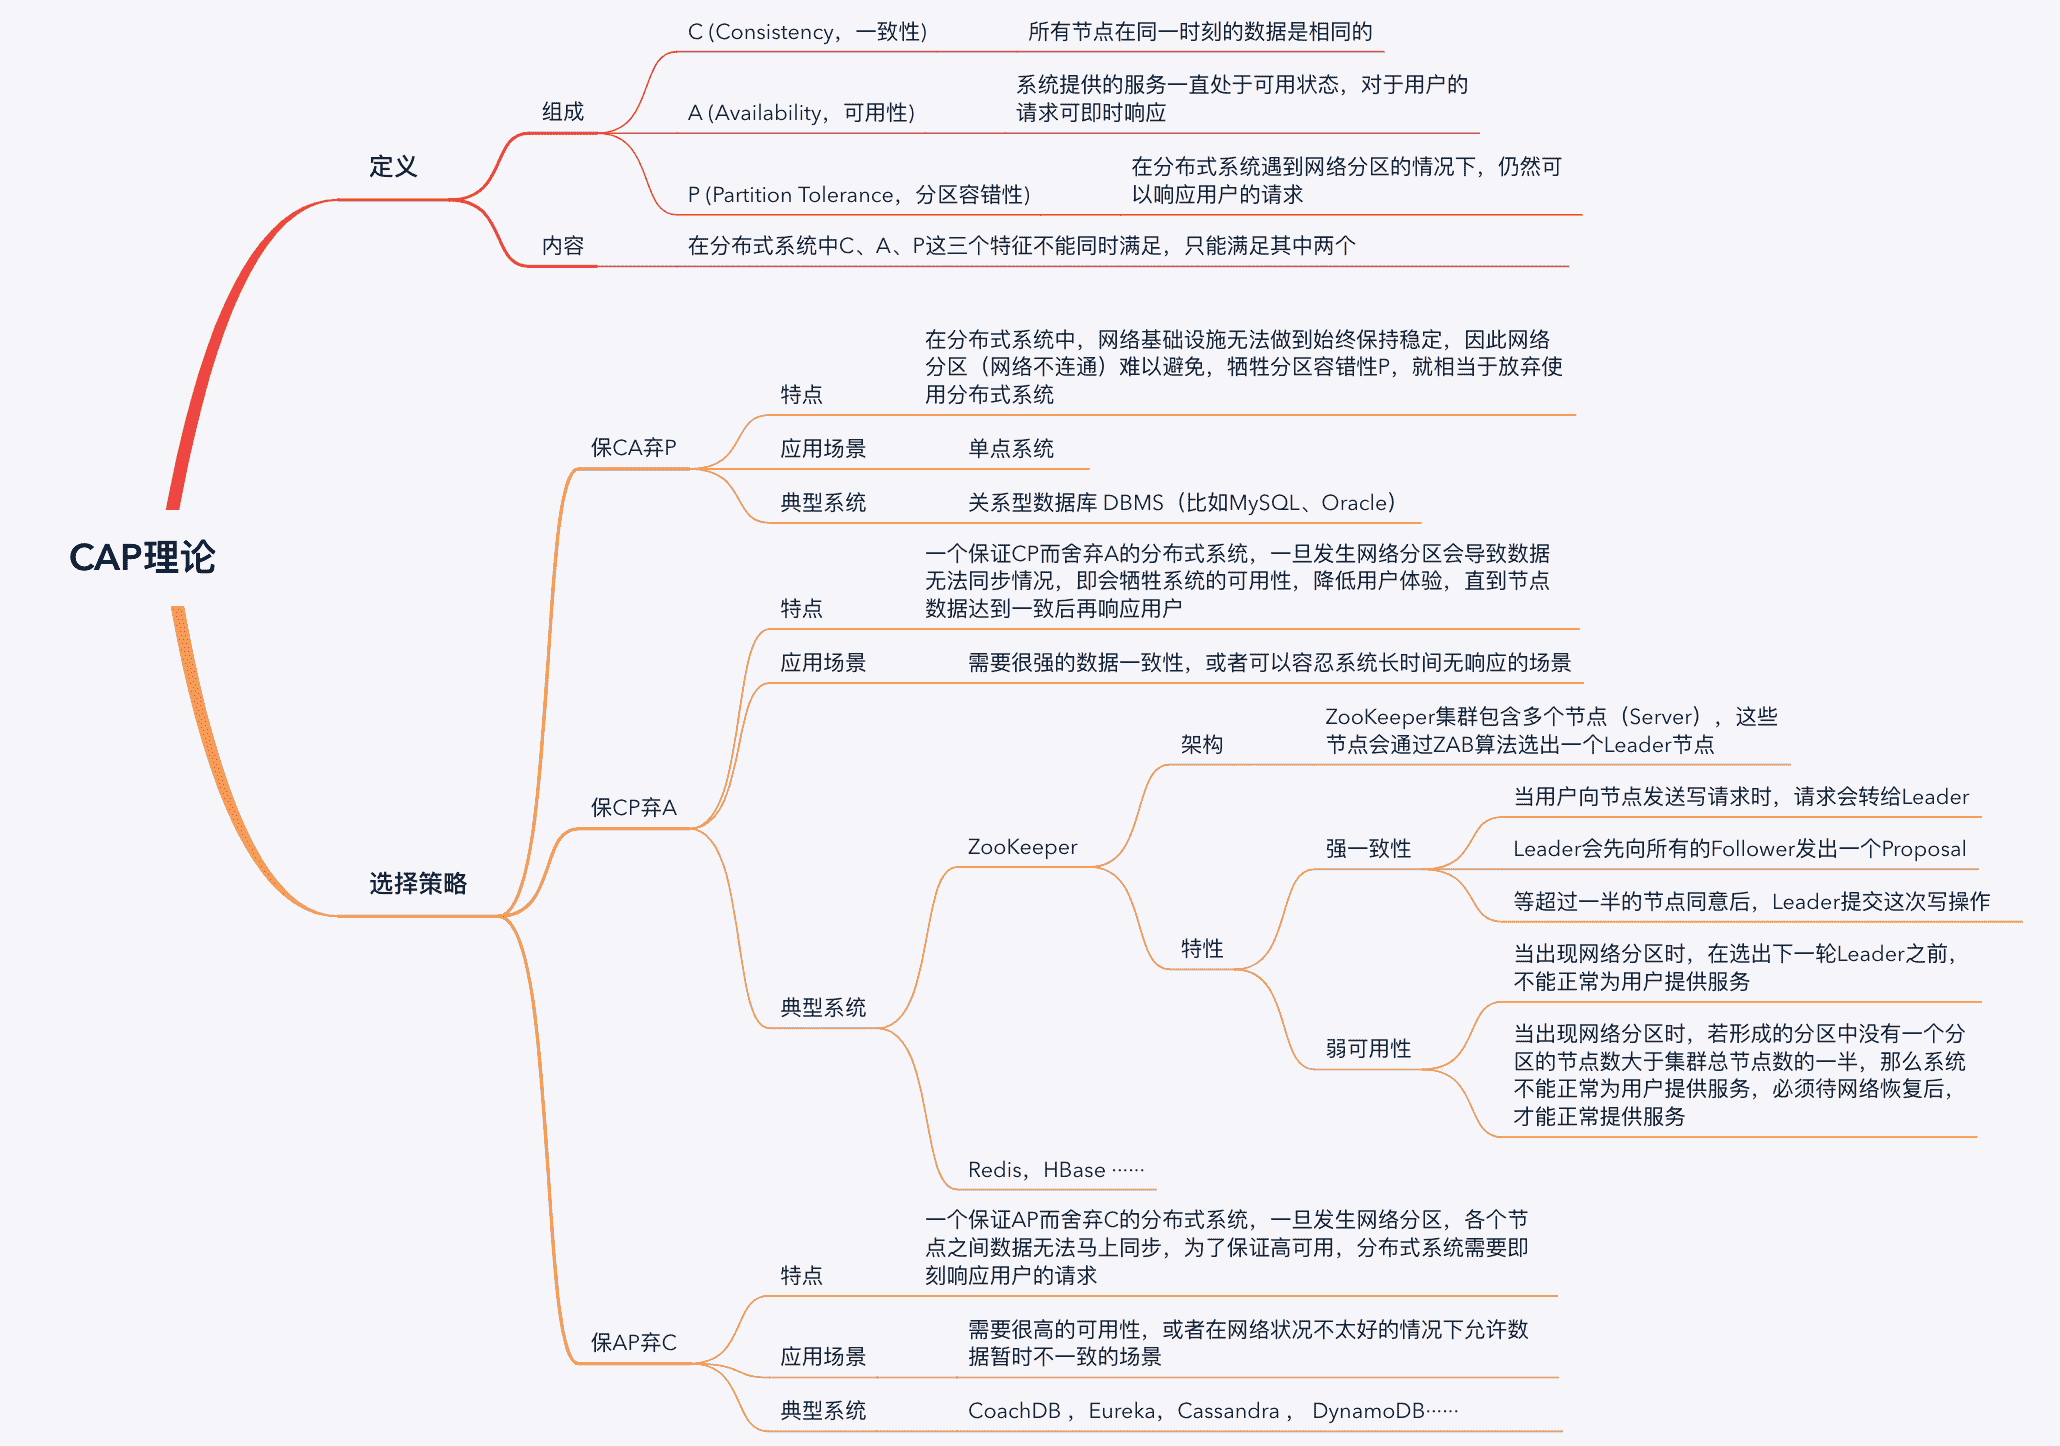 CAP理论
定义
组成
C (Consistency，一致性)
所有节点在同一时刻的数据是相同的
A (Availability，可用性)
系统提供的服务一直处于可用状态，对于用户的
请求可即时响应
P (Partition Tolerance，分区容错性)
在分布式系统遇到网络分区的情况下，仍然可
以响应用户的请求
内容
在分布式系统中C、A、P这三个特征不能同时满足，只能满足其中两个
选择策略
保CA弃P
特点
在分布式系统中，网络基础设施无法做到始终保持稳定，因此网络
分区（网络不连通）难以避免，牺牲分区容错性P，就相当于放弃使
用分布式系统
应用场景
单点系统
典型系统
关系型数据库 DBMS（比如MySQL、Oracle）
保CP弃A
特点
一个保证CP而舍弃A的分布式系统，一旦发生网络分区会导致数据
无法同步情况，即会牺牲系统的可用性，降低用户体验，直到节点
数据达到一致后再响应用户
应用场景
需要很强的数据一致性，或者可以容忍系统长时间无响应的场景
典型系统
ZooKeeper
架构
ZooKeeper集群包含多个节点（Server），这些
节点会通过ZAB算法选出一个Leader节点
特性
强一致性
当用户向节点发送写请求时，请求会转给Leader
Leader会先向所有的Follower发出一个Proposal
等超过一半的节点同意后，Leader提交这次写操作
弱可用性
当出现网络分区时，在选出下一轮Leader之前，
不能正常为用户提供服务
当出现网络分区时，若形成的分区中没有一个分
区的节点数大于集群总节点数的一半，那么系统
不能正常为用户提供服务，必须待网络恢复后，
才能正常提供服务
Redis，HBase ······
保AP弃C
特点
一个保证AP而舍弃C的分布式系统，一旦发生网络分区，各个节
点之间数据无法马上同步，为了保证高可用，分布式系统需要即
刻响应用户的请求
应用场景
需要很高的可用性，或者在网络状况不太好的情况下允许数
据暂时不一致的场景
典型系统
CoachDB ，Eureka，Cassandra ， DynamoDB······